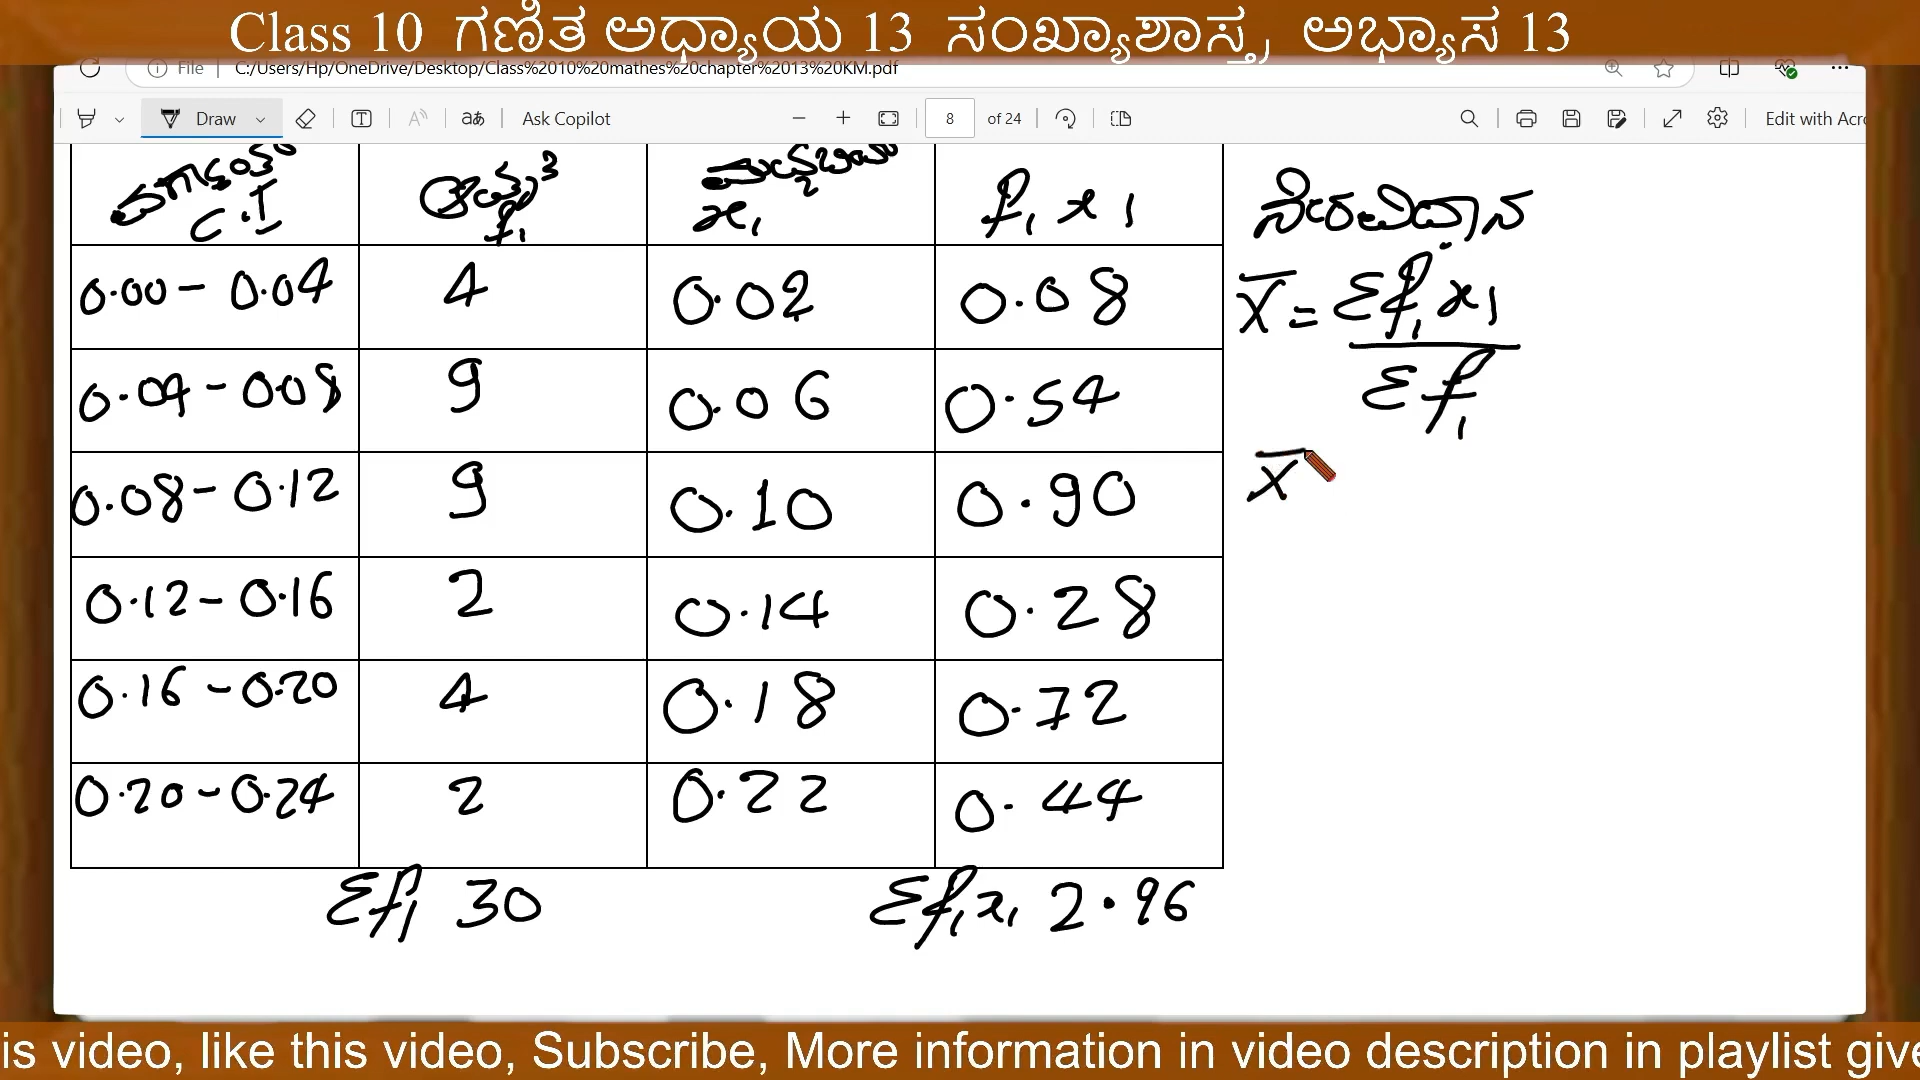 Class 10 ಗಣಿತ ಅಧ್ಯಾಯ 13 ಸಂಖ್ಯಾಶಾಸ್ತ್ರ, ಅಭ್ಯಾಸ 13
File C:/Users/Hp/OneDrive/Desktop/Class%2010%20mathes%20chapter%2013%20KM.pdf
Draw aあ Ask Copilot 8 of 24 Edit with Acro
C.I f₁ x₁ f₁ x₁
0.00 - 0.04 4 0.02 0.08
0.04 - 0.08 9 0.06 0.54
0.08 - 0.12 9 0.10 0.90
0.12 - 0.16 2 0.14 0.28
0.16 - 0.20 4 0.18 0.72
0.20 - 0.24 2 0.22 0.44
Σf₁ 30 Σf₁x₁ 2.96
X̅ = Σf₁x₁
Σf₁
X̅
is video, like this video, Subscribe, More information in video description in playlist give